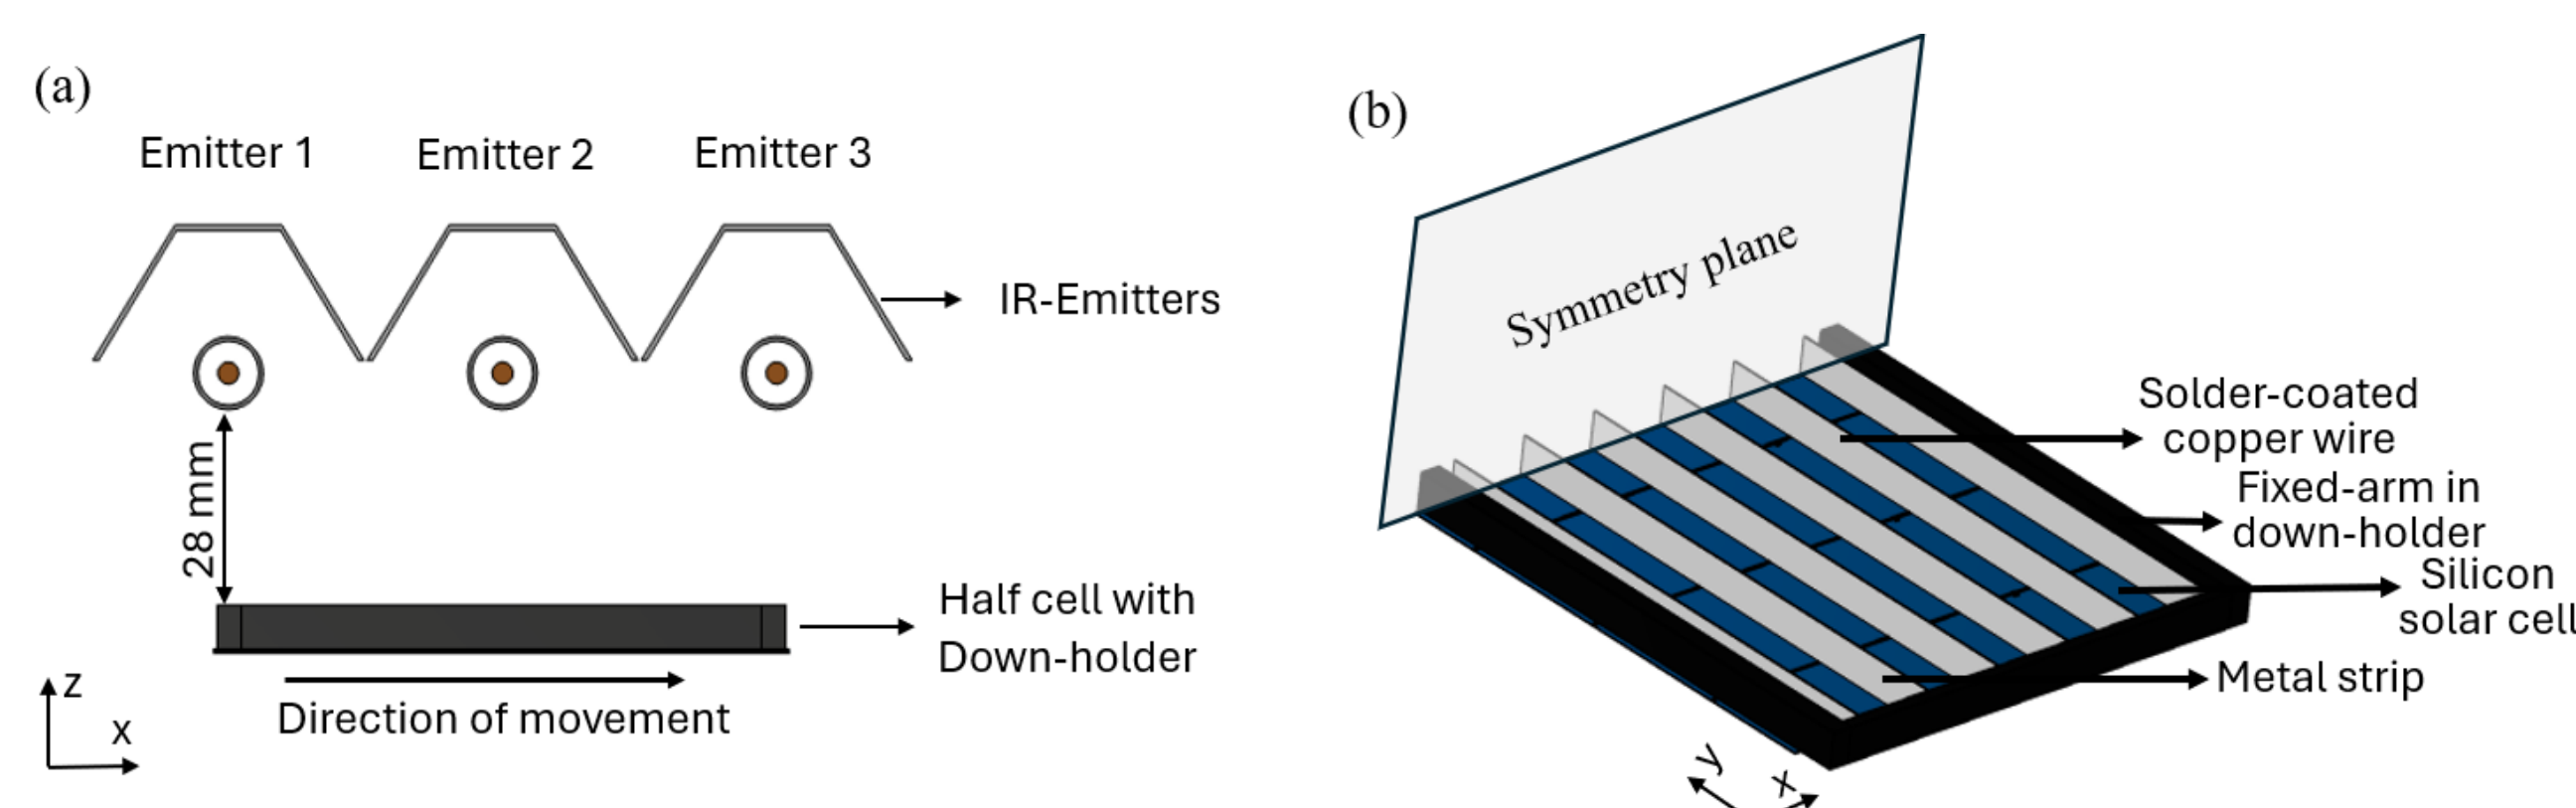 (a)
Emitter 1
Emitter 2
Emitter 3
IR-Emitters
28 mm
Half cell with
Down-holder
Direction of movement
z
x
(b)
Symmetry plane
Solder-coated
copper wire
Fixed-arm in
down-holder
Silicon
solar cell
Metal strip
y
x